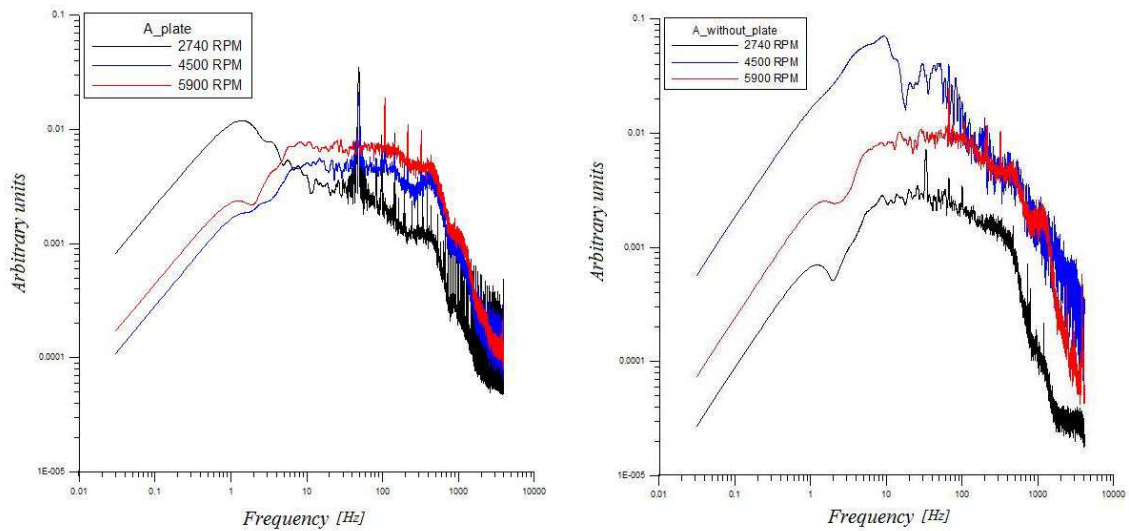 A_plate
2740 RPM
4500 RPM
5900 RPM
0.1
0.01
0.001
0.0001
1E-005
Arbitrary units
0.01
0.1
1
10
100
1000
10000
Frequency [Hz]
A_without_plate
2740 RPM
4500 RPM
5900 RPM
0.1
0.01
0.001
0.0001
1E-005
Arbitrary units
0.01
0.1
1
10
100
1000
10000
Frequency [Hz]